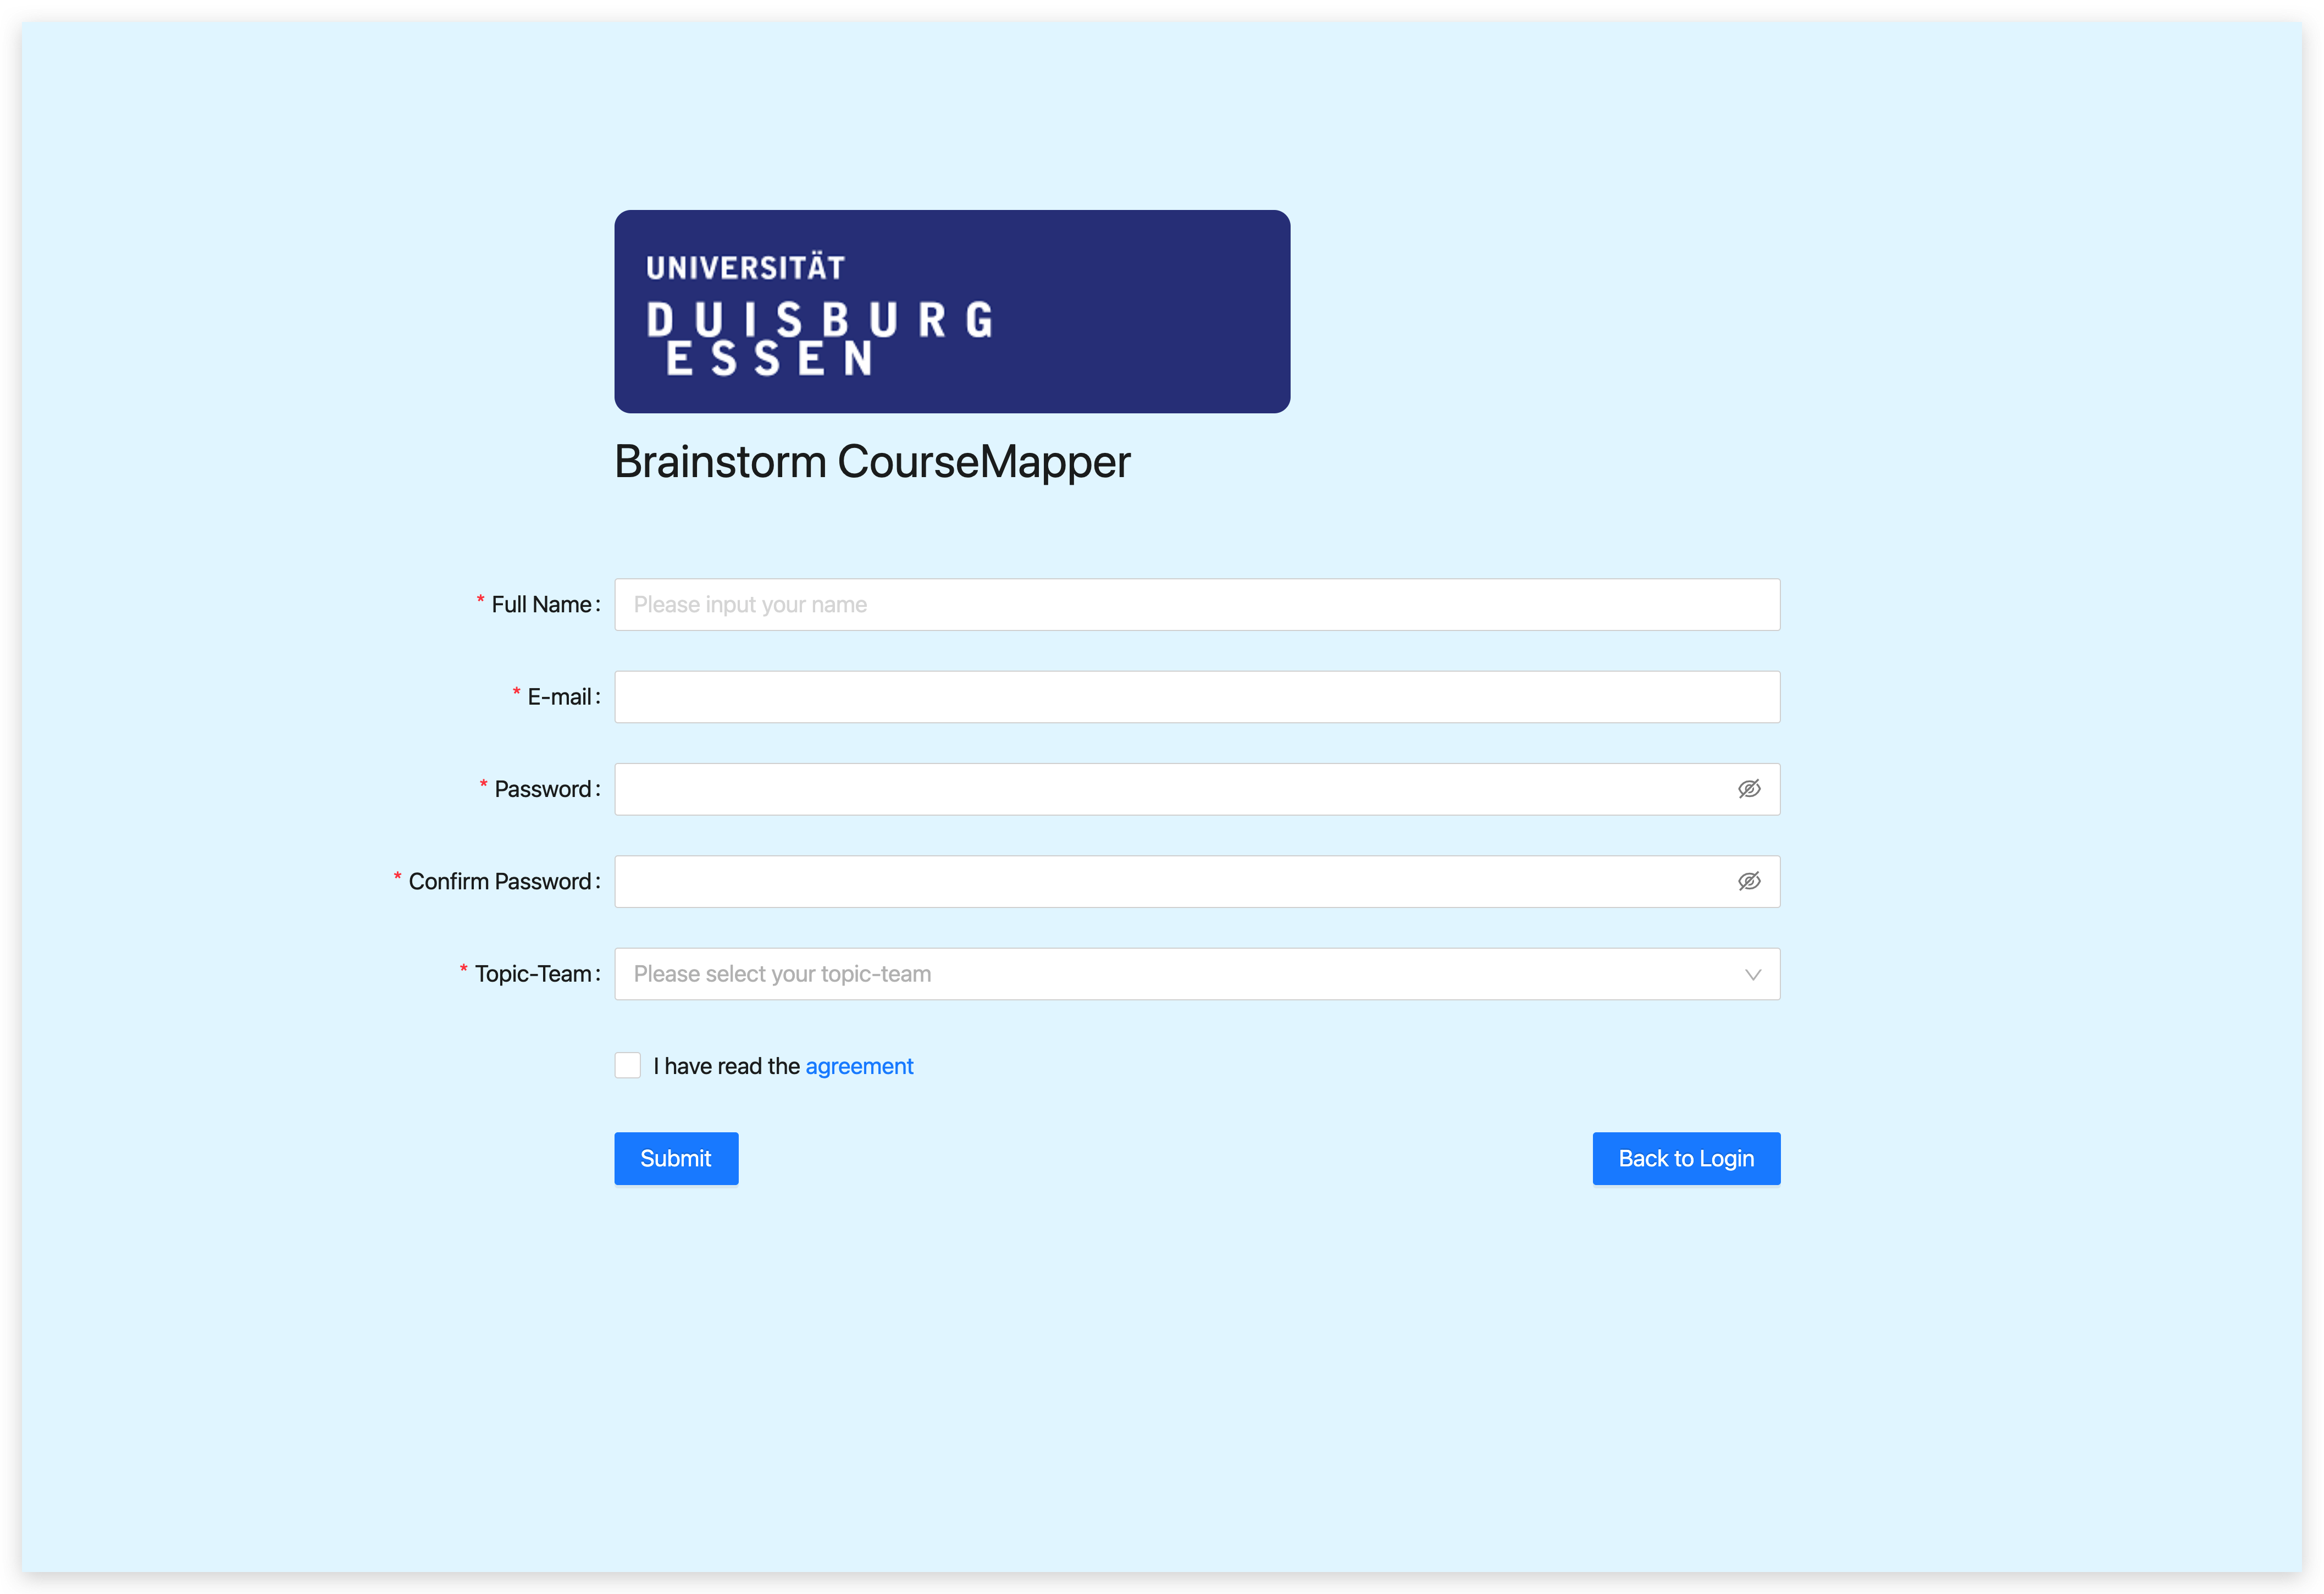 UNIVERSITÄT
DUISBURG
ESSEN
Brainstorm CourseMapper
* Full Name: Please input your name
* E-mail:
* Password:
* Confirm Password:
* Topic-Team: Please select your topic-team
I have read the agreement
Submit Back to Login